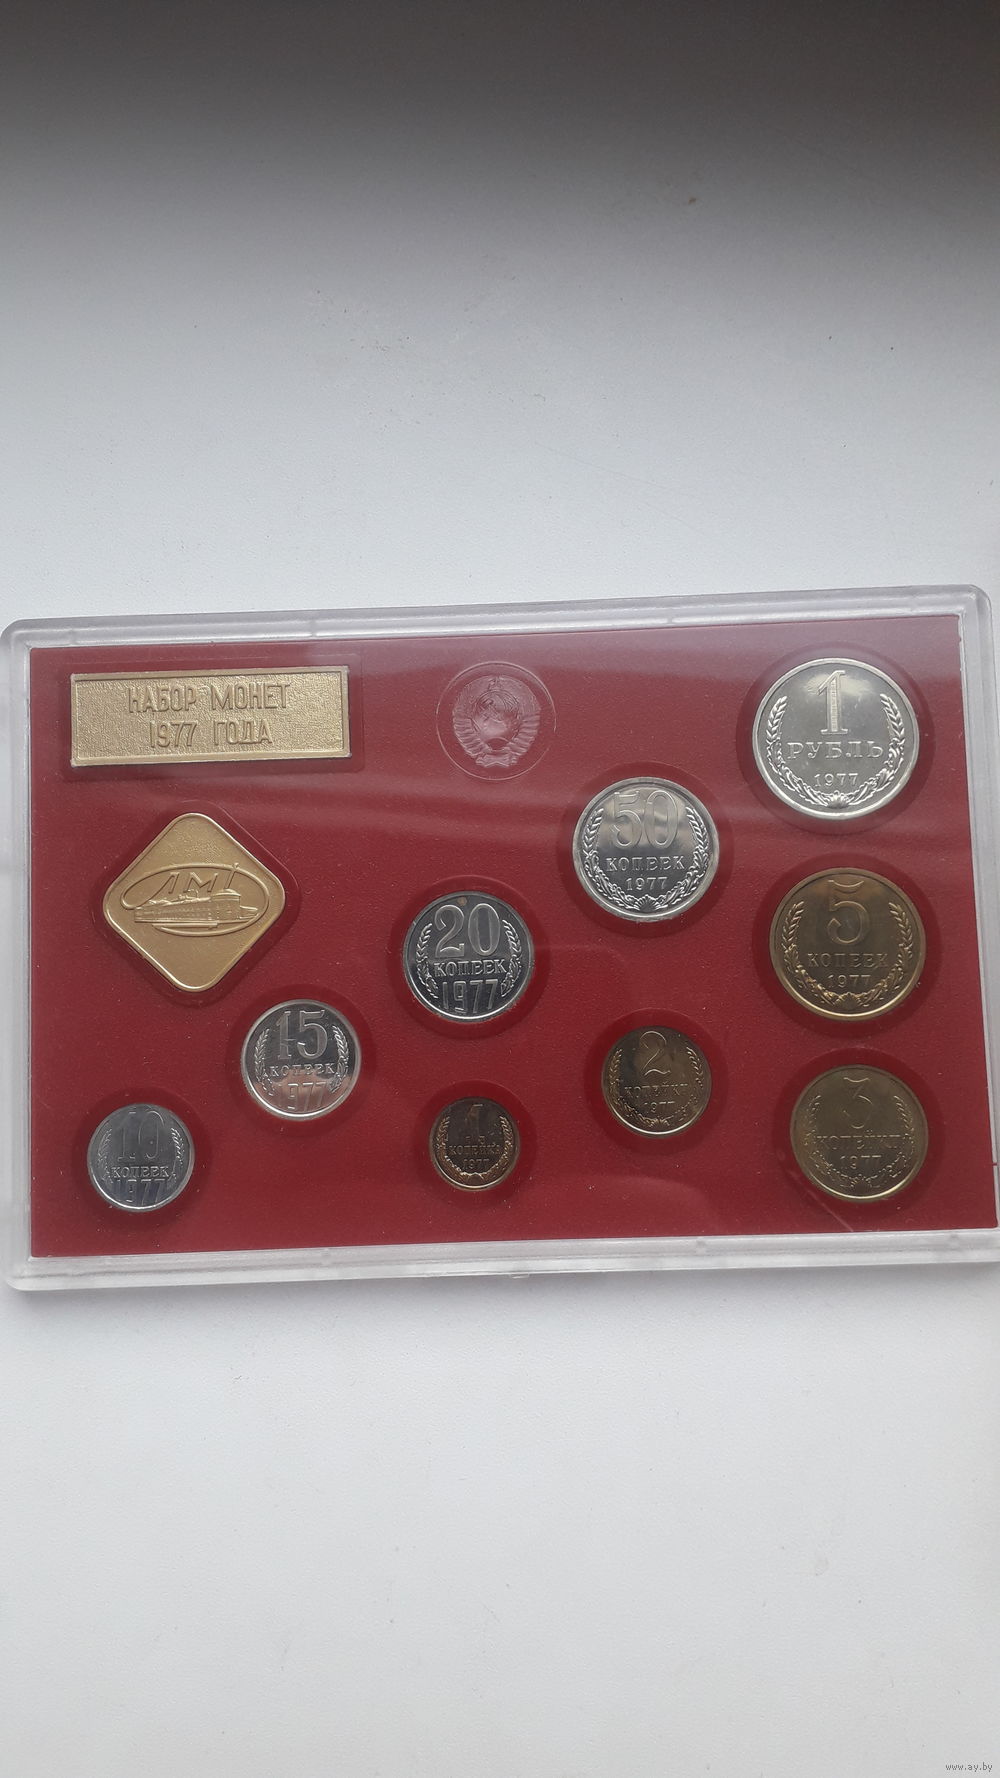 НАБОР МОНЕТ
1977 ГОДА
1
РУБЛЬ
1977
50
КОПЕЕК
1977
ЛМД
20
КОПЕЕК
1977
5
КОПЕЕК
1977
15
КОПЕЕК
1977
2
КОПЕЙКИ
1977
3
КОПЕЙКИ
1977
10
КОПЕЕК
1977
1
КОПЕЙКА
1977
www.ay.by